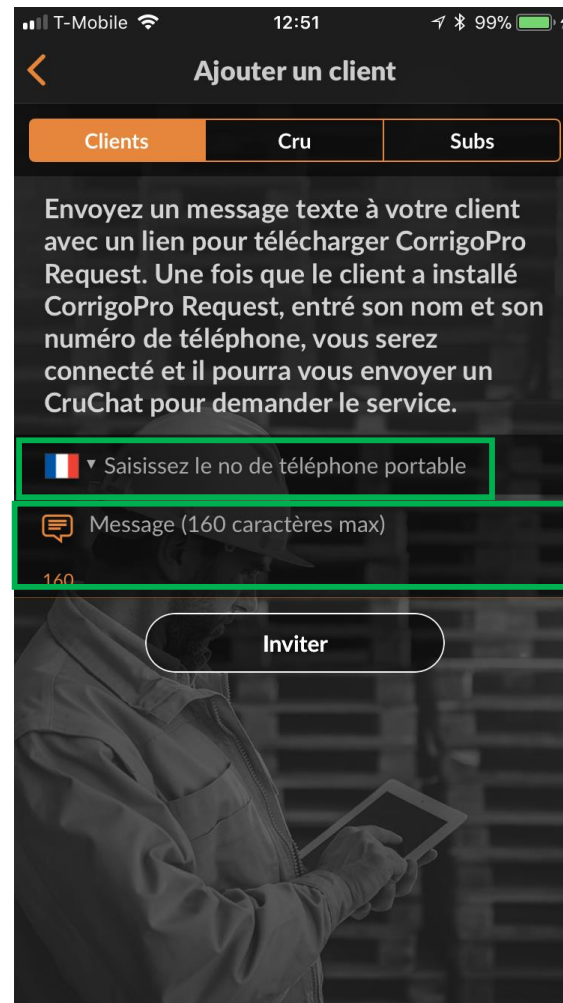 T-Mobile 12:51 99%
Ajouter un client
Clients Cru Subs
Envoyez un message texte à votre client
avec un lien pour télécharger CorrigoPro
Request. Une fois que le client a installé
CorrigoPro Request, entré son nom et son
numéro de téléphone, vous serez
connecté et il pourra vous envoyer un
CruChat pour demander le service.
Saisissez le no de téléphone portable
Message (160 caractères max)
160
Inviter